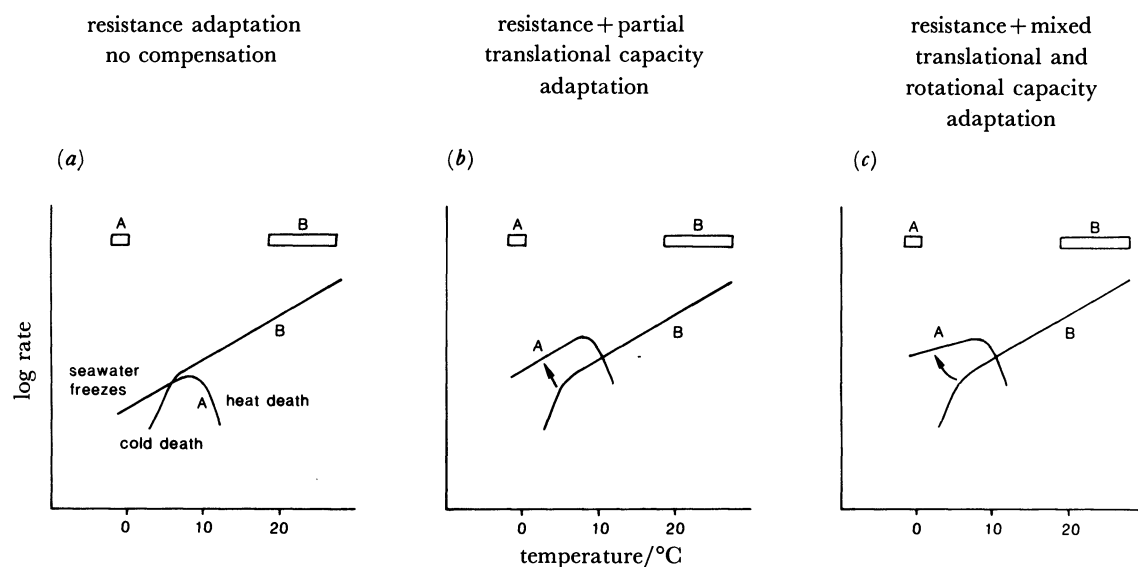 resistance adaptation
no compensation
resistance + partial
translational capacity
adaptation
resistance + mixed
translational and
rotational capacity
adaptation
(a)
(b)
(c)
A
B
A
B
A
B
log rate
seawater
freezes
B
A
heat death
cold death
A
B
A
B
0
10
20
0
10
20
0
10
20
temperature/°C